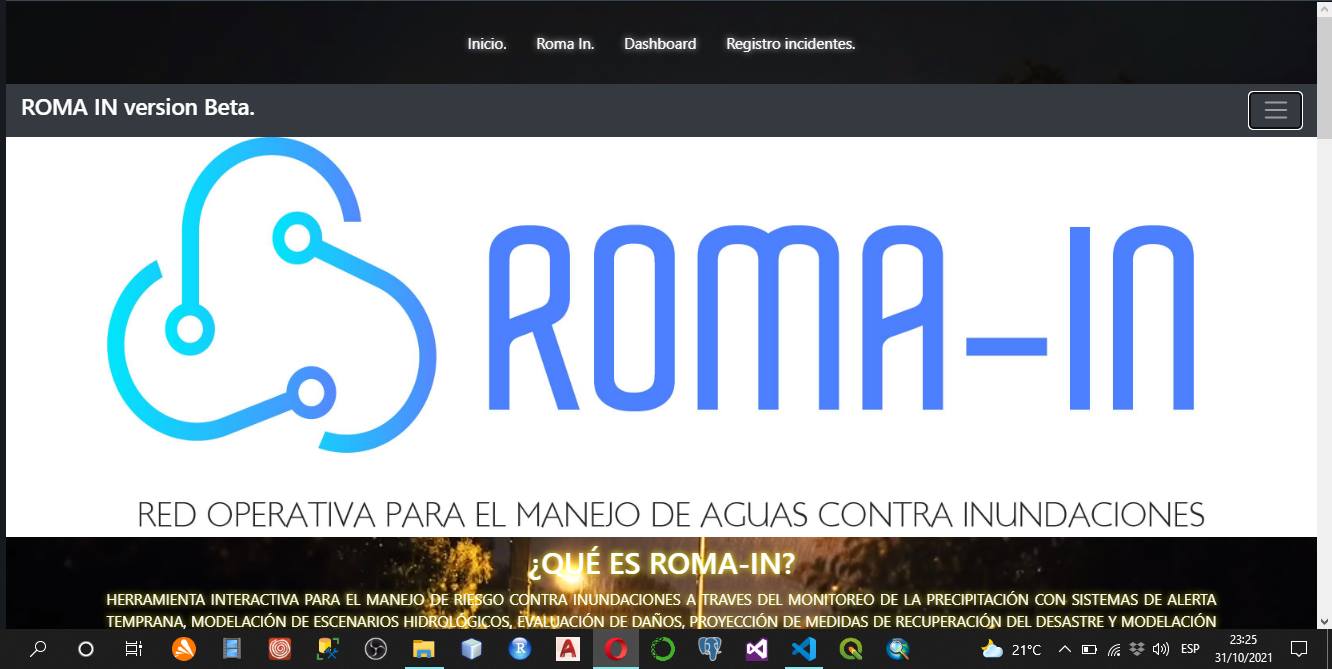 Inicio. Roma In. Dashboard Registro incidentes.
ROMA IN version Beta.
ROMA-IN
RED OPERATIVA PARA EL MANEJO DE AGUAS CONTRA INUNDACIONES
¿QUÉ ES ROMA-IN?
HERRAMIENTA INTERACTIVA PARA EL MANEJO DE RIESGO CONTRA INUNDACIONES A TRAVES DEL MONITOREO DE LA PRECIPITACIÓN CON SISTEMAS DE ALERTA
TEMPRANA, MODELACIÓN DE ESCENARIOS HIDROLÓGICOS, EVALUACIÓN DE DAÑOS, PROYECCIÓN DE MEDIDAS DE RECUPERACIÓN DEL DESASTRE Y MODELACIÓN
21°C ESP 23:25
31/10/2021